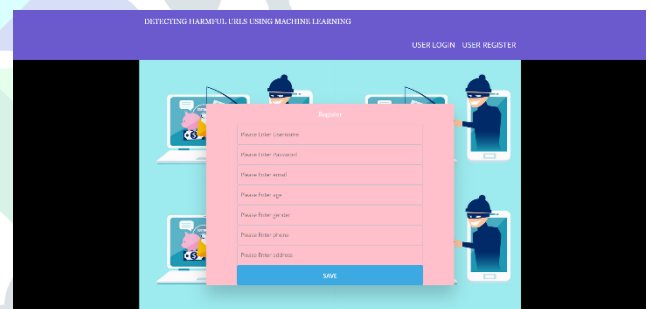 DETECTING HARMFUL URLS USING MACHINE LEARNING
USER LOGIN USER REGISTER
Register
Please Enter Username
Please Enter Password
Please Enter email
Please Enter age
Please Enter gender
Please Enter phone
Please Enter address
SAVE